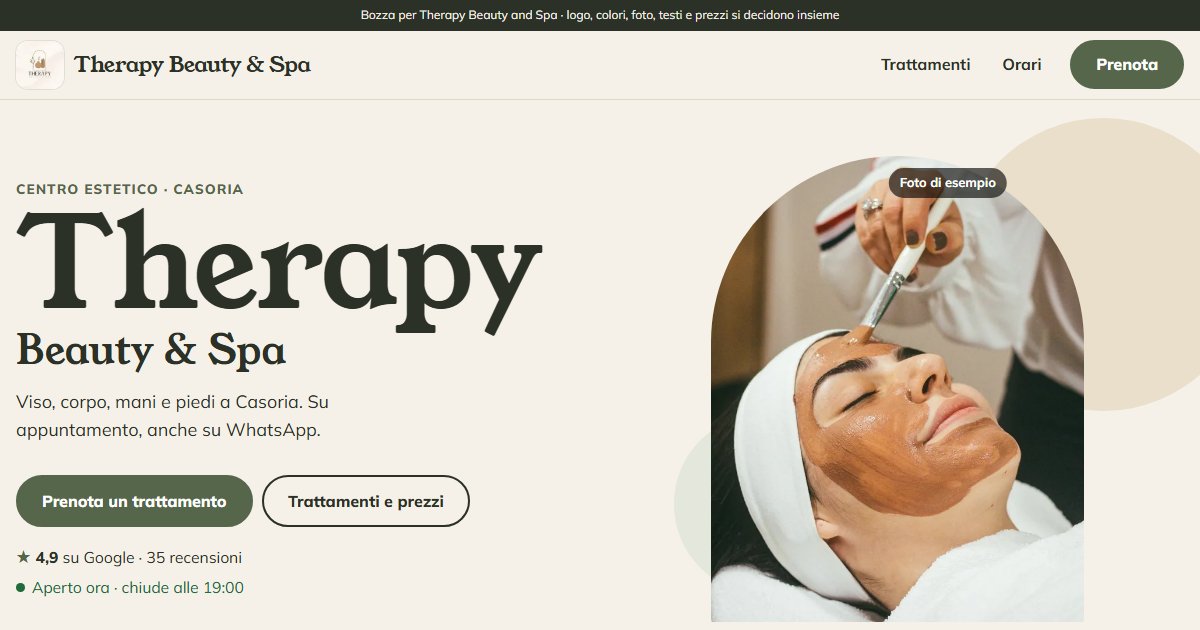 Bozza per Therapy Beauty and Spa · logo, colori, foto, testi e prezzi si decidono insieme
THERAPY
Therapy Beauty & Spa
Trattamenti
Orari
Prenota
CENTRO ESTETICO · CASORIA
Therapy
Beauty & Spa
Viso, corpo, mani e piedi a Casoria. Su
appuntamento, anche su WhatsApp.
Prenota un trattamento
Trattamenti e prezzi
★ 4,9 su Google · 35 recensioni
Aperto ora · chiude alle 19:00
Foto di esempio